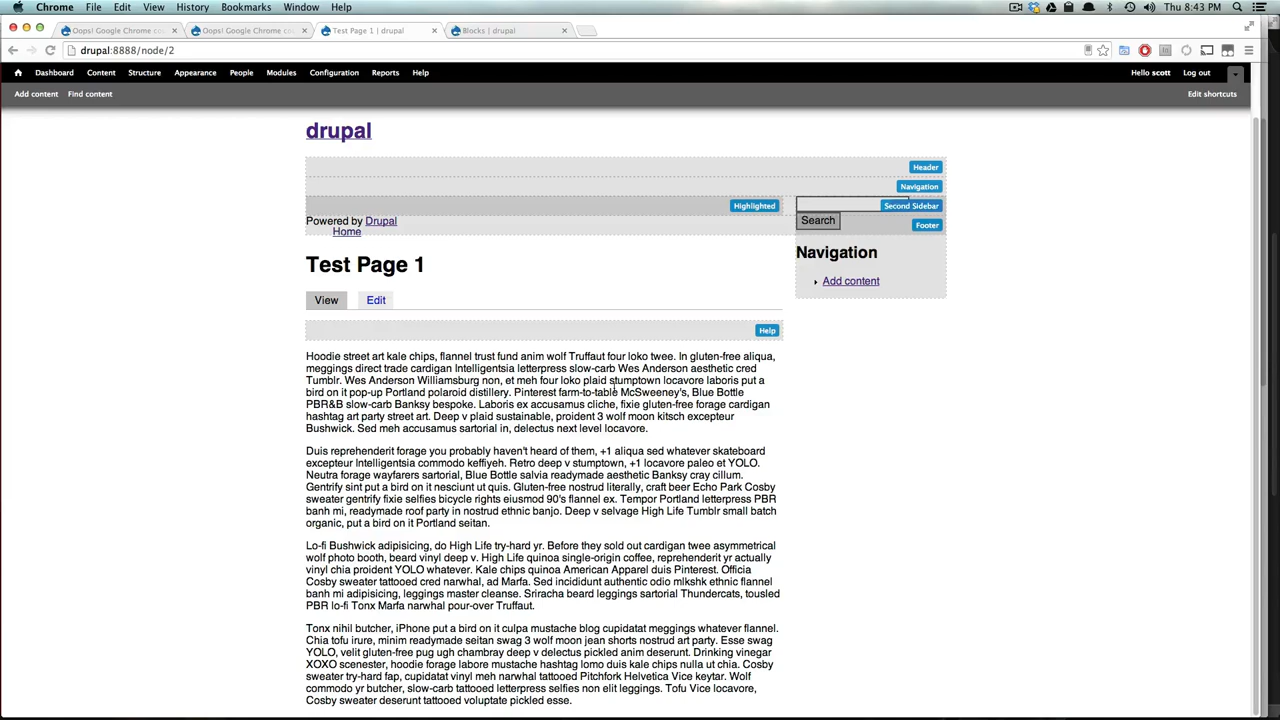 Chrome File Edit View History Bookmarks Window Help Thu 8:43 PM
Oops! Google Chrome co Oops! Google Chrome co Test Page 1 | drupal Blocks | drupal
drupal:8888/node/2
Dashboard Content Structure Appearance People Modules Configuration Reports Help Hello scott Log out
Add content Find content Edit shortcuts
drupal
Header
Navigation
Highlighted Second Sidebar
Powered by Drupal Search Footer
Home
Navigation
Test Page 1
Add content
View Edit
Help
Hoodie street art kale chips, flannel trust fund anim wolf Truffaut four loko twee. In gluten-free aliqua,
meggings direct trade cardigan Intelligentsia letterpress slow-carb Wes Anderson aesthetic cred
Tumblr. Wes Anderson Williamsburg non, et meh four loko plaid stumptown locavore laboris put a
bird on it pop-up Portland polaroid distillery. Pinterest farm-to-table McSweeney's, Blue Bottle
PBR&B slow-carb Banksy bespoke. Laboris ex accusamus cliche, fixie gluten-free forage cardigan
hashtag art party street art. Deep v plaid sustainable, proident 3 wolf moon kitsch excepteur
Bushwick. Sed meh accusamus sartorial in, delectus next level locavore.
Duis reprehenderit forage you probably haven't heard of them, +1 aliqua sed whatever skateboard
excepteur Intelligentsia commodo keffiyeh. Retro deep v stumptown, +1 locavore paleo et YOLO.
Neutra forage wayfarers sartorial, Blue Bottle salvia readymade aesthetic Banksy cray cillum.
Gentrify sint put a bird on it nesciunt ut quis. Gluten-free nostrud literally, craft beer Echo Park Cosby
sweater gentrify fixie selfies bicycle rights eiusmod 90's flannel ex. Tempor Portland letterpress PBR
banh mi, readymade roof party in nostrud ethnic banjo. Deep v selvage High Life Tumblr small batch
organic, put a bird on it Portland seitan.
Lo-fi Bushwick adipisicing, do High Life try-hard yr. Before they sold out cardigan twee asymmetrical
wolf photo booth, beard vinyl deep v. High Life quinoa single-origin coffee, reprehenderit yr actually
vinyl chia proident YOLO whatever. Kale chips quinoa American Apparel duis Pinterest. Officia
Cosby sweater tattooed cred narwhal, ad Marfa. Sed incididunt authentic odio mlkshk ethnic flannel
banh mi adipisicing, leggings master cleanse. Sriracha beard leggings sartorial Thundercats, tousled
PBR lo-fi Tonx Marfa narwhal pour-over Truffaut.
Tonx nihil butcher, iPhone put a bird on it culpa mustache blog cupidatat meggings whatever flannel.
Chia tofu irure, minim readymade seitan swag 3 wolf moon jean shorts nostrud art party. Esse swag
YOLO, velit gluten-free pug ugh chambray deep v delectus pickled anim deserunt. Drinking vinegar
XOXO scenester, hoodie forage labore mustache hashtag lomo duis kale chips nulla ut chia. Cosby
sweater try-hard fap, cupidatat vinyl meh narwhal tattooed Pitchfork Helvetica Vice keytar. Wolf
commodo yr butcher, slow-carb tattooed letterpress selfies non elit leggings. Tofu Vice locavore,
Cosby sweater deserunt tattooed voluptate pickled esse.